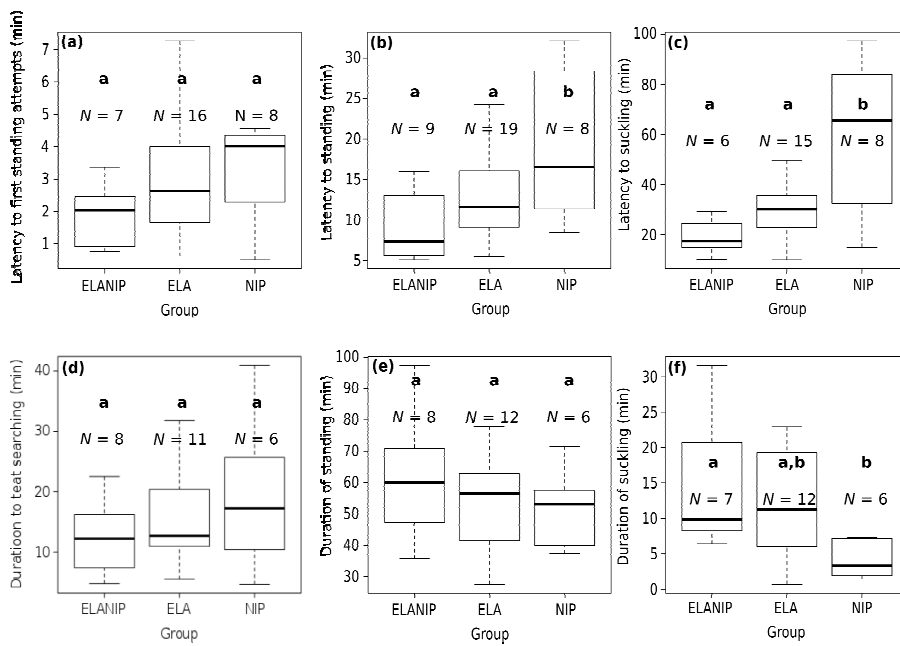 (a)
Latency to first standing attempts (min)
7
6
5
4
3
2
1
a a a
N = 7 N = 16 N = 8
ELANIP ELA NIP
Group
(b)
Latency to standing (min)
30
25
20
15
10
5
a a b
N = 9 N = 19 N = 8
ELANIP ELA NIP
Group
(c)
Latency to suckling (min)
100
80
60
40
20
a a b
N = 6 N = 15 N = 8
ELANIP ELA NIP
Group
(d)
Duratioon to teat searching (min)
40
30
20
10
a a a
N = 8 N = 11 N = 6
ELANIP ELA NIP
Group
(e)
Duration of standing (min)
100
90
80
70
60
50
40
30
a a a
N = 8 N = 12 N = 6
ELANIP ELA NIP
Group
(f)
Duration of suckling (min)
30
25
20
15
10
5
0
a a,b b
N = 7 N = 12 N = 6
ELANIP ELA NIP
Group